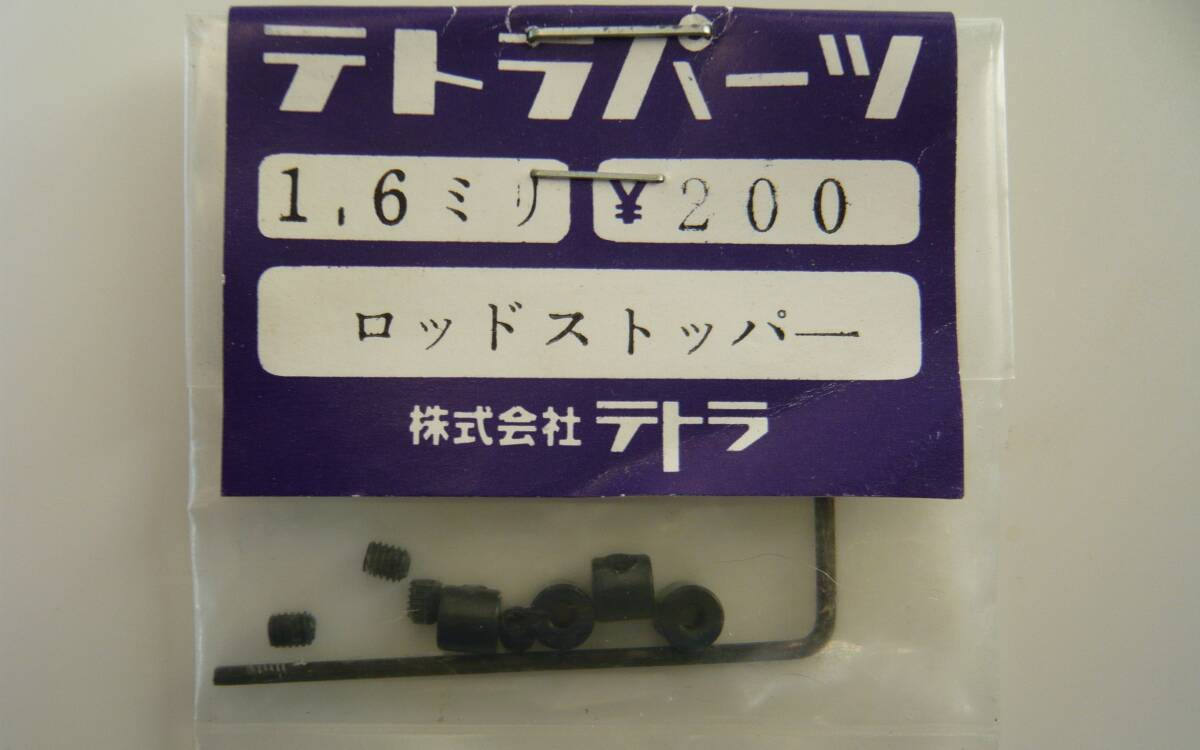 テトラパーツ
1.6ミリ ¥200
ロッドストッパー
株式会社テトラ